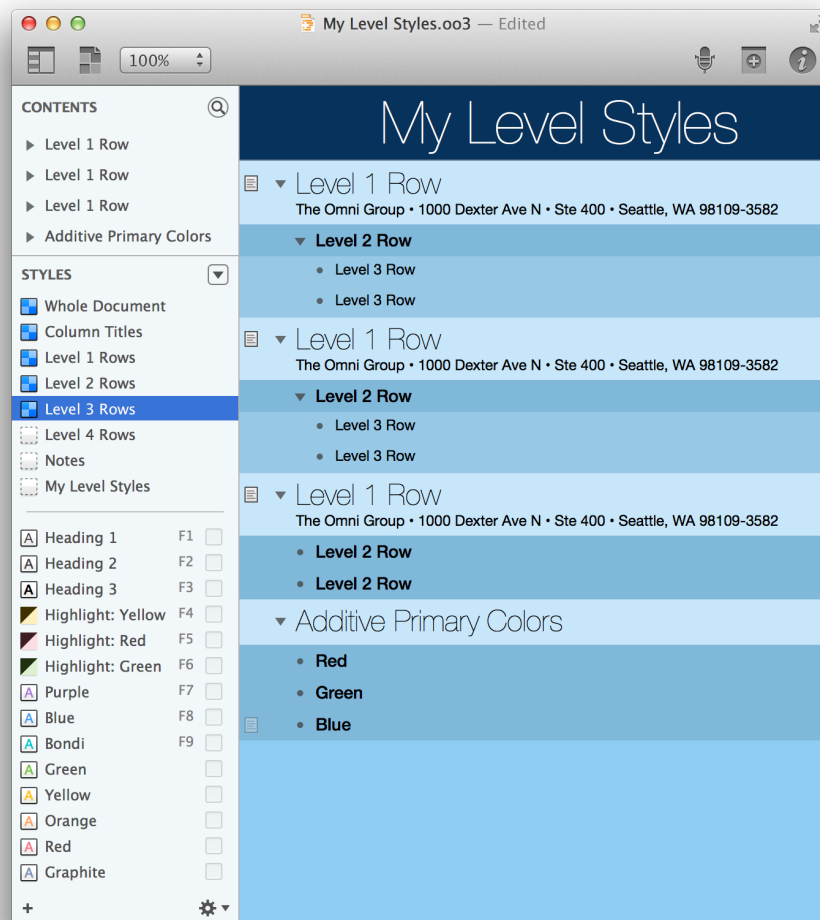 My Level Styles.oo3 — Edited
100%
CONTENTS
Level 1 Row
Level 1 Row
Level 1 Row
Additive Primary Colors
STYLES
Whole Document
Column Titles
Level 1 Rows
Level 2 Rows
Level 3 Rows
Level 4 Rows
Notes
My Level Styles
A Heading 1 F1
A Heading 2 F2
A Heading 3 F3
Highlight: Yellow F4
Highlight: Red F5
Highlight: Green F6
A Purple F7
A Blue F8
A Bondi F9
A Green
A Yellow
A Orange
A Red
A Graphite
My Level Styles
Level 1 Row
The Omni Group • 1000 Dexter Ave N • Ste 400 • Seattle, WA 98109-3582
Level 2 Row
• Level 3 Row
• Level 3 Row
Level 1 Row
The Omni Group • 1000 Dexter Ave N • Ste 400 • Seattle, WA 98109-3582
Level 2 Row
• Level 3 Row
• Level 3 Row
Level 1 Row
The Omni Group • 1000 Dexter Ave N • Ste 400 • Seattle, WA 98109-3582
• Level 2 Row
• Level 2 Row
Additive Primary Colors
• Red
• Green
• Blue